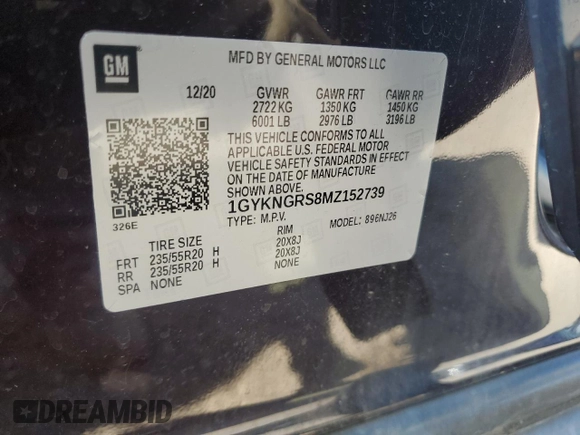 GM
MFD BY GENERAL MOTORS LLC
12/20 GVWR GAWR FRT GAWR RR
2722 KG 1350 KG 1450 KG
6001 LB 2976 LB 3196 LB
THIS VEHICLE CONFORMS TO ALL
APPLICABLE U.S. FEDERAL MOTOR
VEHICLE SAFETY STANDARDS IN EFFECT
ON THE DATE OF MANUFACTURE
SHOWN ABOVE.
1GYKNGRS8MZ152739
326E
TYPE: M.P.V. MODEL: 896NJ26
TIRE SIZE RIM
FRT 235/55R20 H 20X8J
RR 235/55R20 H 20X8J
SPA NONE NONE
DREAMBID